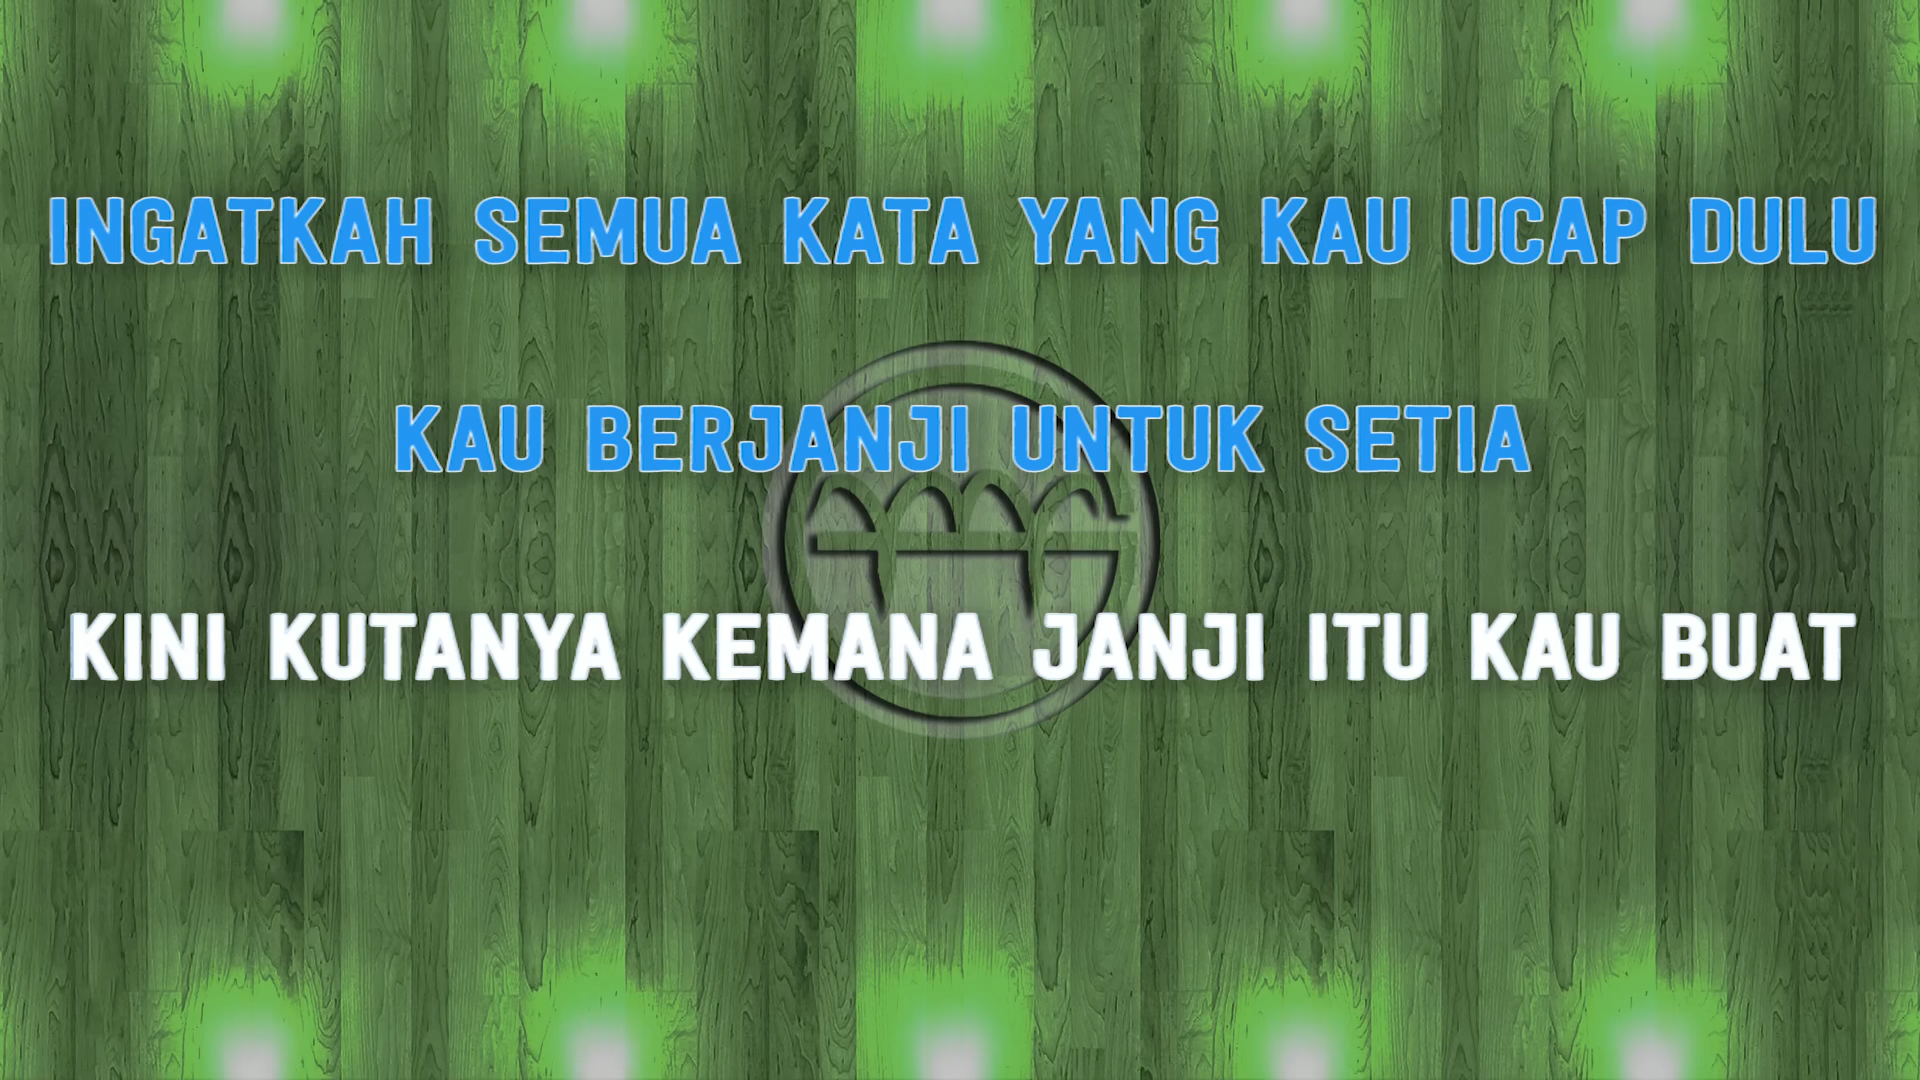 INGATKAH SEMUA KATA YANG KAU UCAP DULU
KAU BERJANJI UNTUK SETIA
KINI KUTANYA KEMANA JANJI ITU KAU BUAT